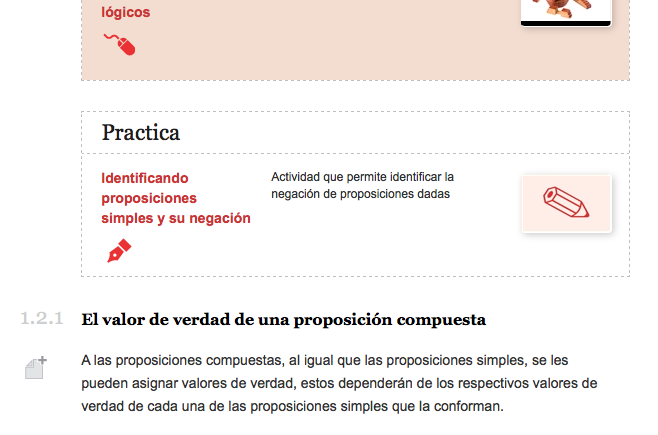 lógicos
Practica
Identificando
proposiciones
simples y su negación
Actividad que permite identificar la
negación de proposiciones dadas
1.2.1 El valor de verdad de una proposición compuesta
A las proposiciones compuestas, al igual que las proposiciones simples, se les
pueden asignar valores de verdad, estos dependerán de los respectivos valores de
verdad de cada una de las proposiciones simples que la conforman.